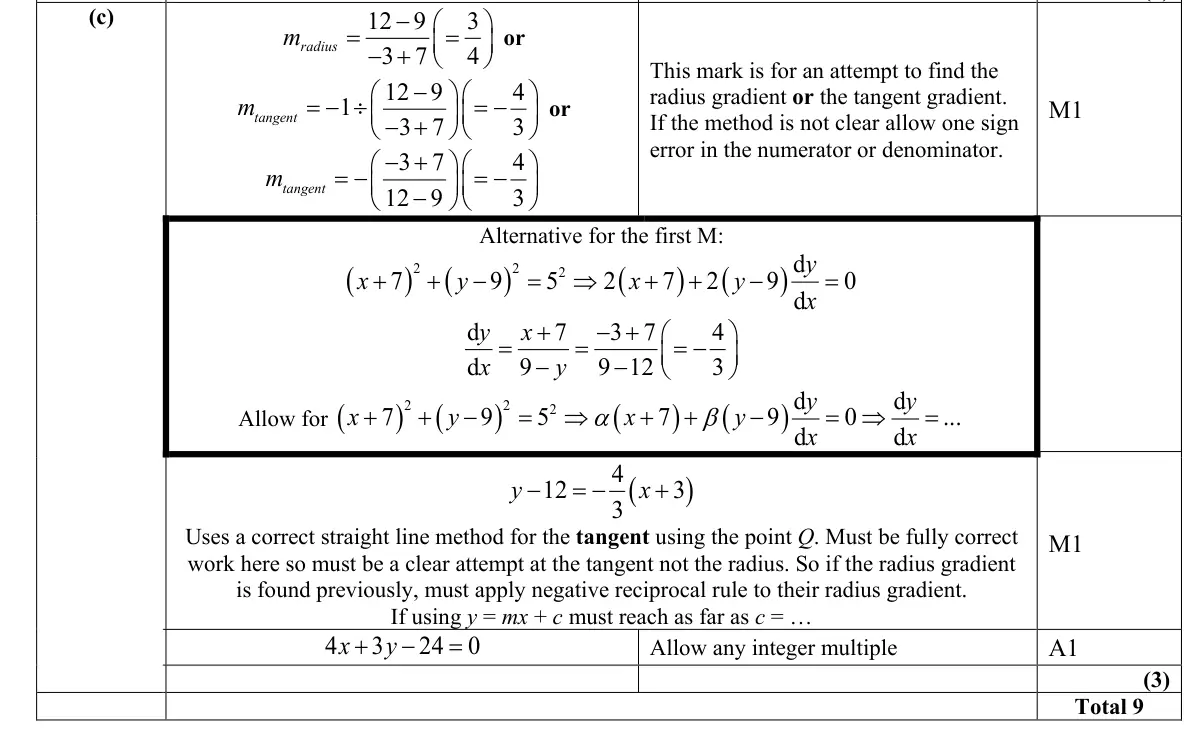 (c)
m_radius = (12 − 9)/(−3 + 7) (= 3/4) or
m_tangent = −1 ÷ ((12 − 9)/(−3 + 7)) (= −4/3) or
m_tangent = −((−3 + 7)/(12 − 9)) (= −4/3)
This mark is for an attempt to find the
radius gradient or the tangent gradient.
If the method is not clear allow one sign
error in the numerator or denominator.
M1
Alternative for the first M:
(x + 7)² + (y − 9)² = 5² ⇒ 2(x + 7) + 2(y − 9) dy/dx = 0
dy/dx = (x + 7)/(9 − y) = (−3 + 7)/(9 − 12) (= −4/3)
Allow for (x + 7)² + (y − 9)² = 5² ⇒ α(x + 7) + β(y − 9) dy/dx = 0 ⇒ dy/dx = ...
y − 12 = −4/3 (x + 3)
Uses a correct straight line method for the tangent using the point Q. Must be fully correct
work here so must be a clear attempt at the tangent not the radius. So if the radius gradient
is found previously, must apply negative reciprocal rule to their radius gradient.
If using y = mx + c must reach as far as c = …
M1
4x + 3y − 24 = 0
Allow any integer multiple
A1
(3)
Total 9